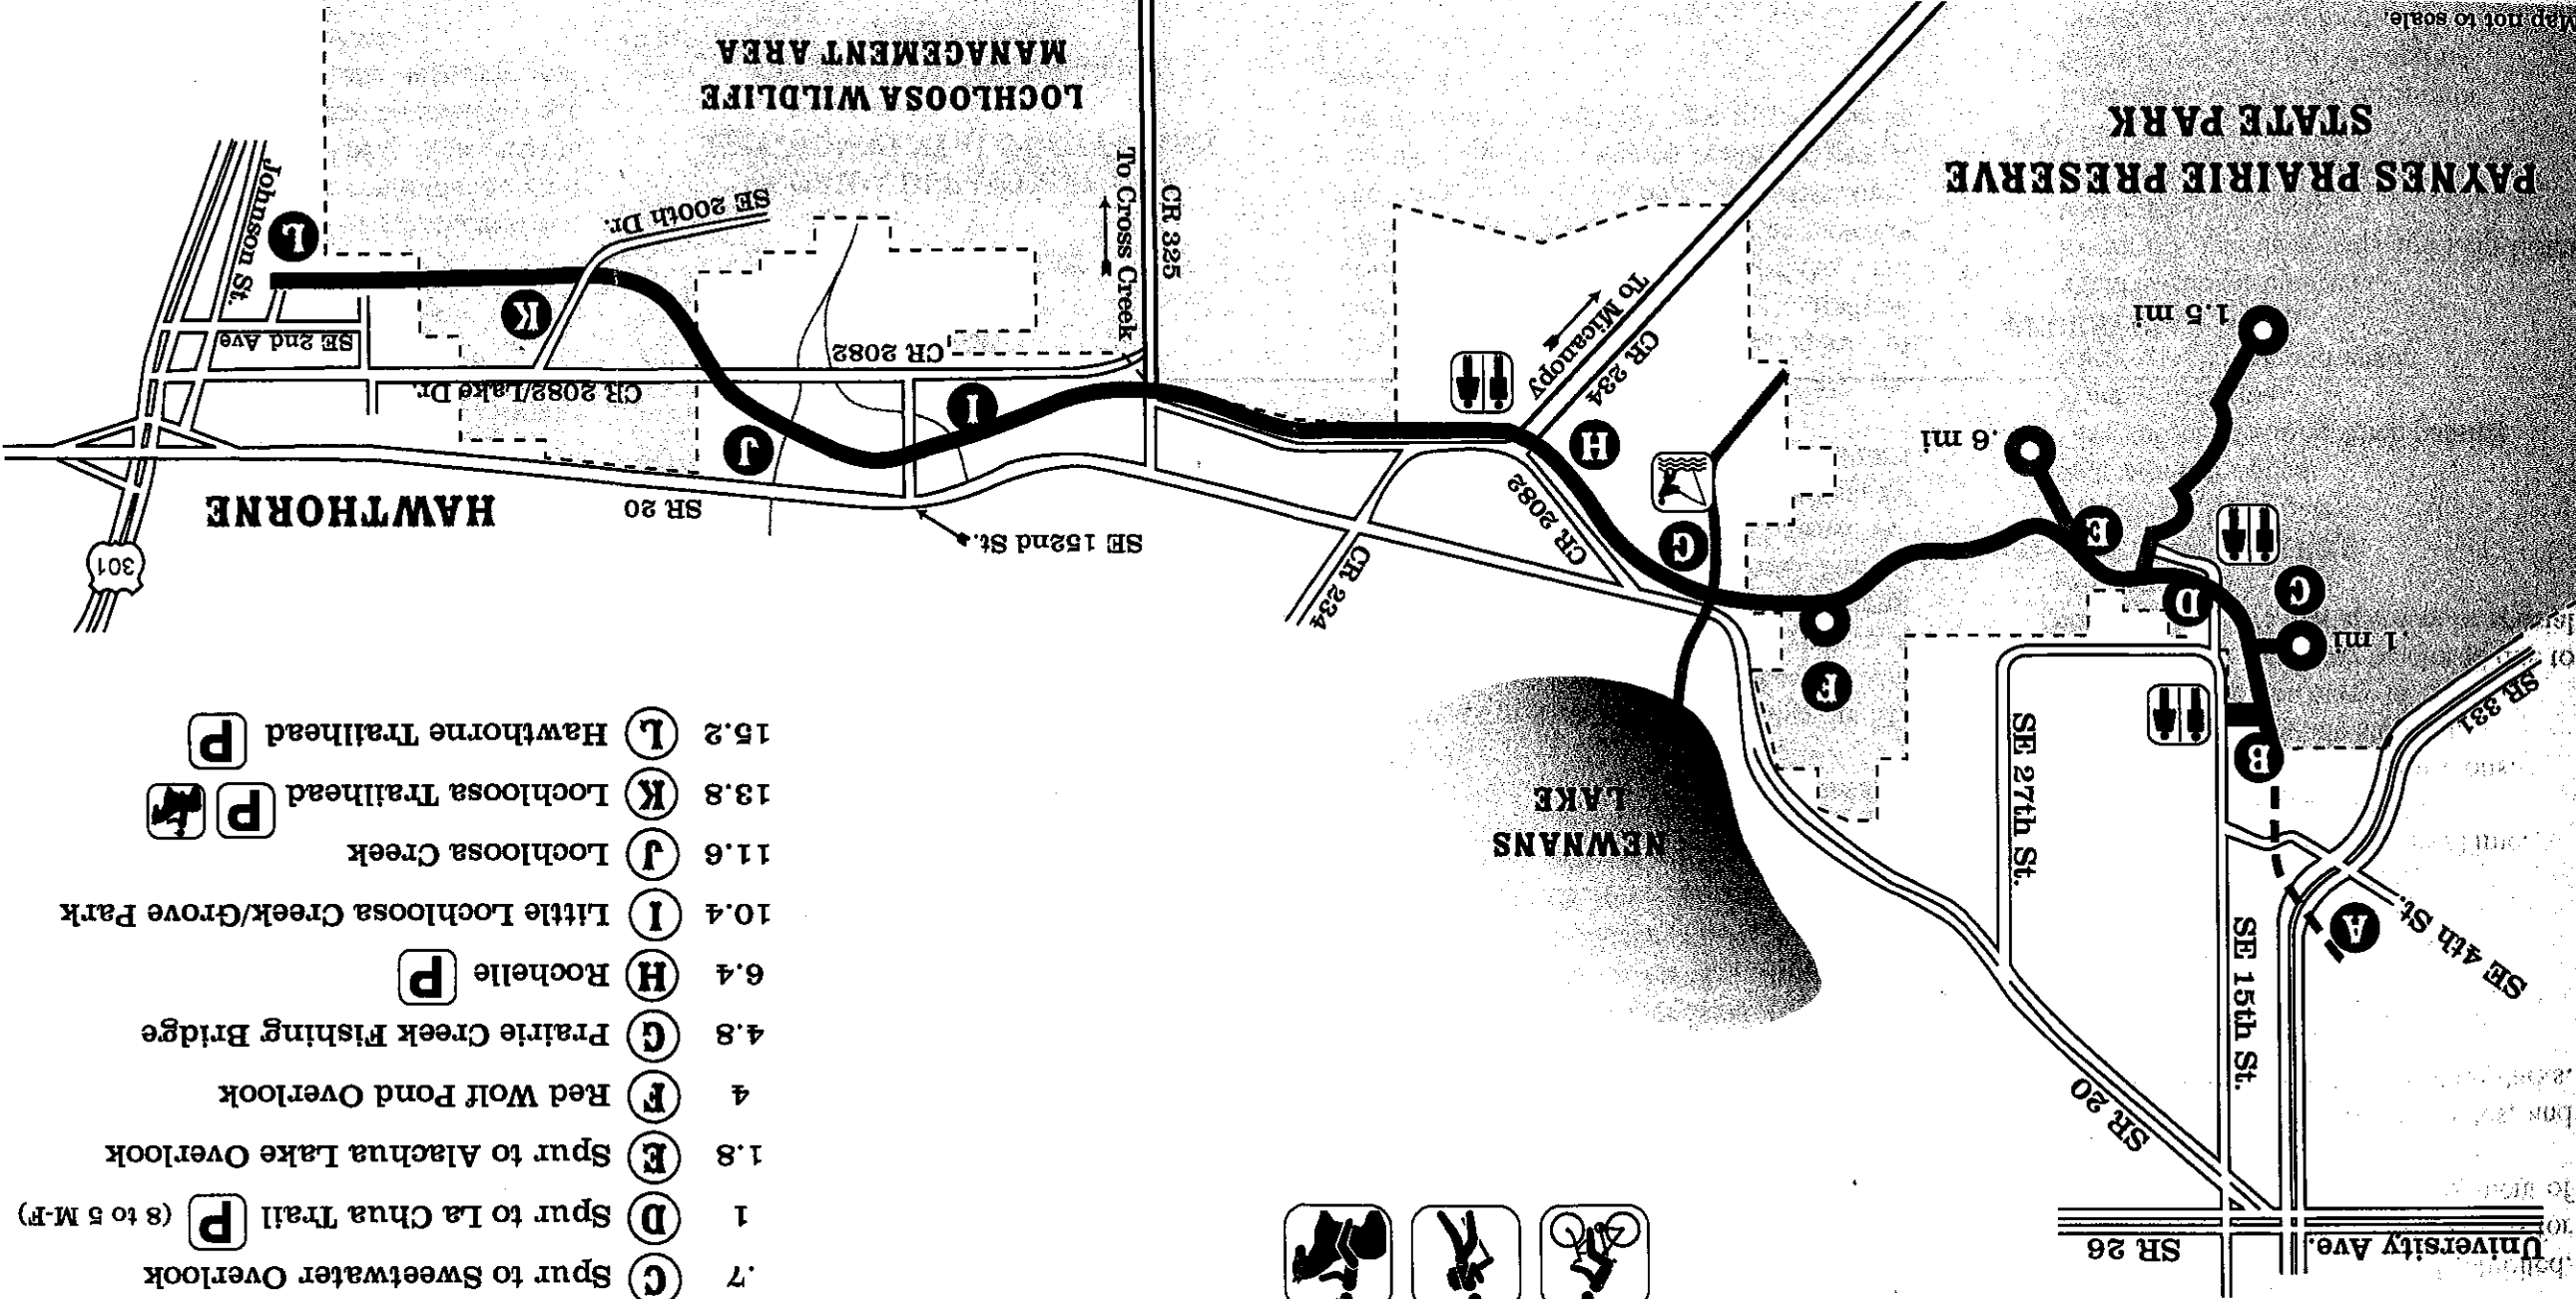 .7 C Spur to Sweetwater Overlook
1 D Spur to La Chua Trail P (8 to 5 M-F)
1.8 E Spur to Alachua Lake Overlook
4 F Red Wolf Pond Overlook
4.8 G Prairie Creek Fishing Bridge
6.4 H Rochelle P
10.4 I Little Lochloosa Creek/Grove Park
11.6 J Lochloosa Creek
13.8 K Lochloosa Trailhead P
15.2 L Hawthorne Trailhead P
University Ave.
SR 26
SR 20
SE 15th St.
SE 4th St.
A
SE 27th St.
NEWNANS
LAKE
B
SR 331
.1 mi
C
D
E
F
G
H
.6 mi
1.5 mi
PAYNES PRAIRIE PRESERVE
STATE PARK
Map not to scale.
CR 234
CR 2082
CR 234
To Micanopy
SE 152nd St.
CR 325
To Cross Creek
I
J
CR 2082
SR 20
HAWTHORNE
301
CR 2082/Lake Dr.
SE 2nd Ave
K
SE 200th Dr.
L
Johnson St.
LOCHLOOSA WILDLIFE
MANAGEMENT AREA